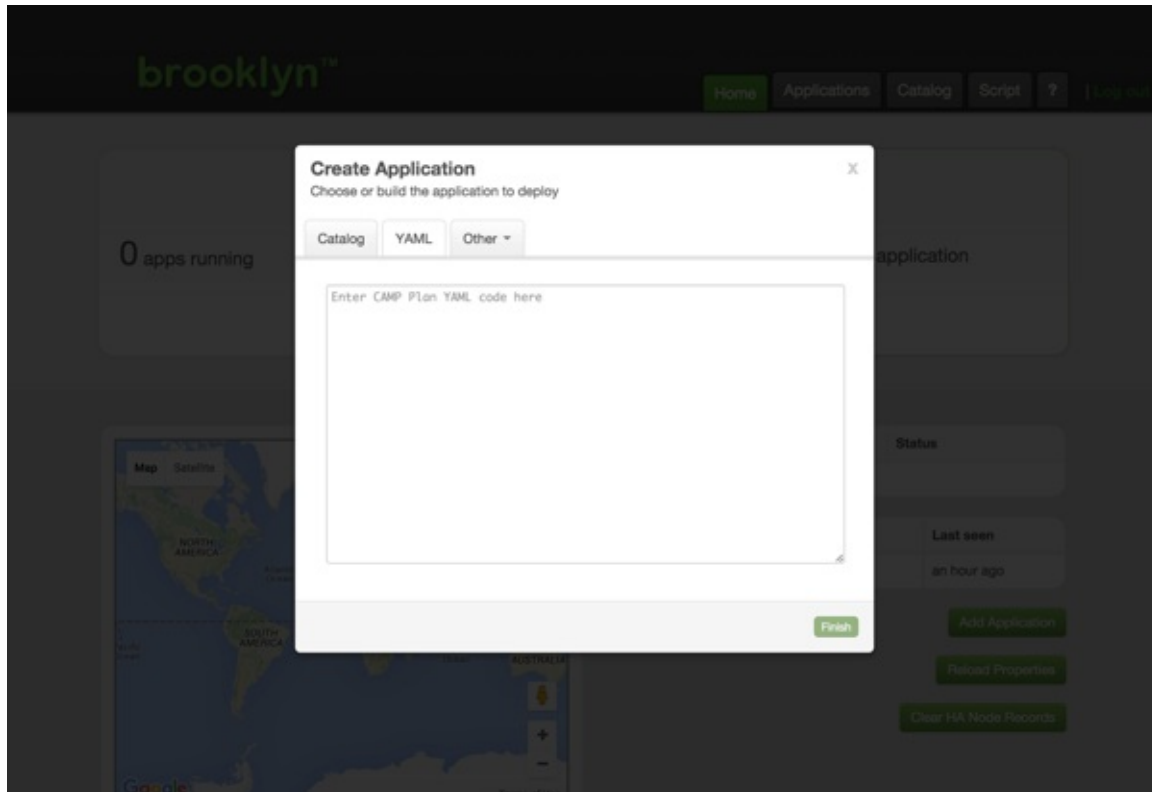 brooklyn™
Home Applications Catalog Script ? | Log out
Create Application X
Choose or build the application to deploy
Catalog YAML Other
0 apps running
application
Enter CAMP Plan YAML code here
Status
Map Satellite
NORTH
AMERICA
Last seen
an hour ago
SOUTH
AMERICA
AUSTRALIA
Finish
Add Application
Reload Properties
Clear HA Node Records
+
−
Google